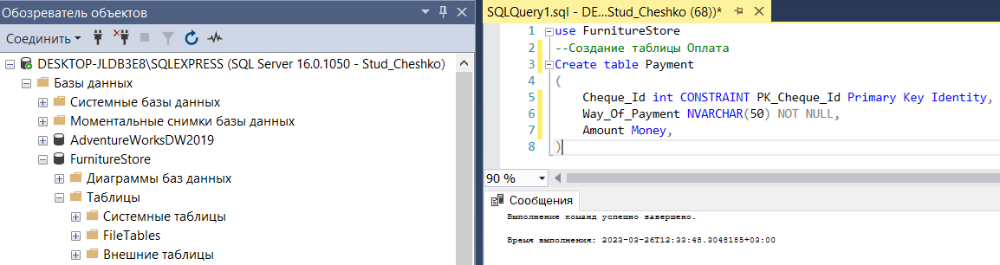 Обозреватель объектов
Соединить
DESKTOP-JLDB3E8\SQLEXPRESS (SQL Server 16.0.1050 - Stud_Cheshko)
Базы данных
Системные базы данных
Моментальные снимки базы данных
AdventureWorksDW2019
FurnitureStore
Диаграммы баз данных
Таблицы
Системные таблицы
FileTables
Внешние таблицы
SQLQuery1.sql - DE...Stud_Cheshko (68))*
1 use FurnitureStore
2 --Создание таблицы Оплата
3 Create table Payment
4 (
5 Cheque_Id int CONSTRAINT PK_Cheque_Id Primary Key Identity,
6 Way_Of_Payment NVARCHAR(50) NOT NULL,
7 Amount Money,
8 )
90 %
Сообщения
Выполнение команд успешно завершено.
Время выполнения: 2023-03-26T12:33:48.3048185+03:00